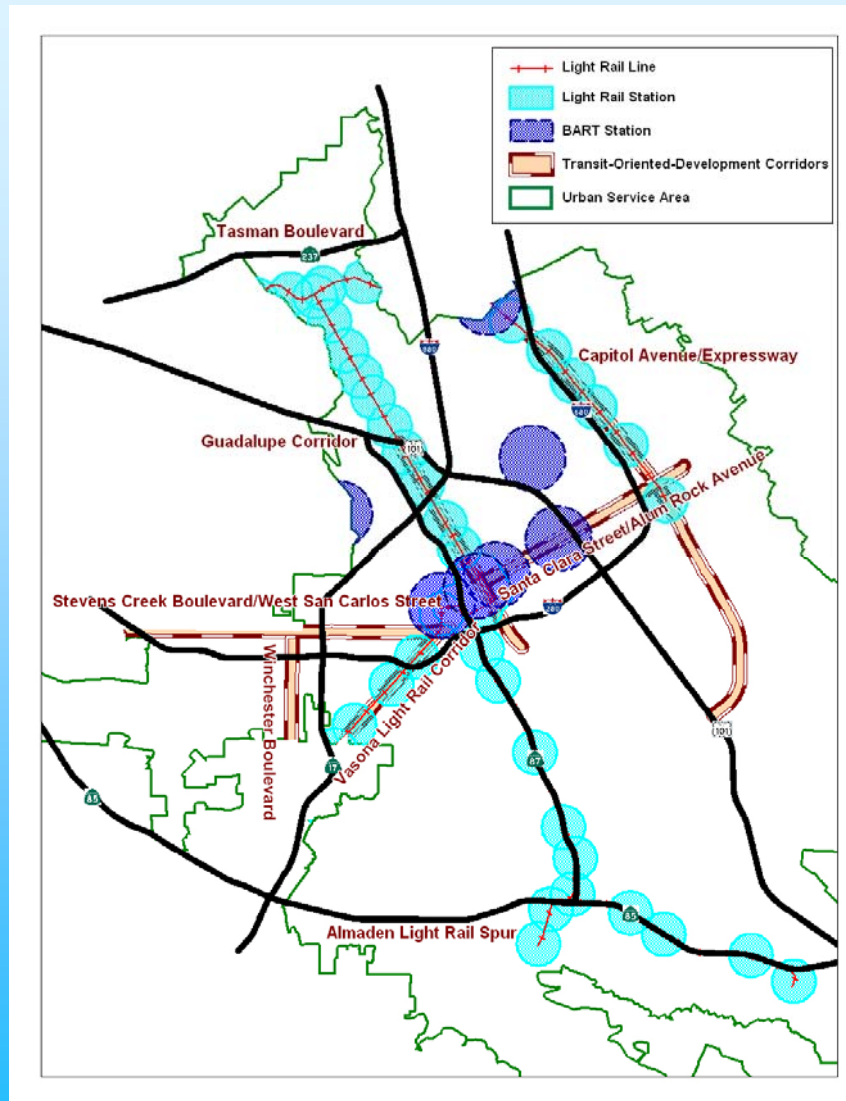 Light Rail Line
Light Rail Station
BART Station
Transit-Oriented-Development Corridors
Urban Service Area
Tasman Boulevard
237
880
Capitol Avenue/Expressway
680
Guadalupe Corridor
101
Santa Clara Street/Alum Rock Avenue
Stevens Creek Boulevard/West San Carlos Street
280
Winchester Boulevard
Vasona Light Rail Corridor
101
87
17
85
85
Almaden Light Rail Spur